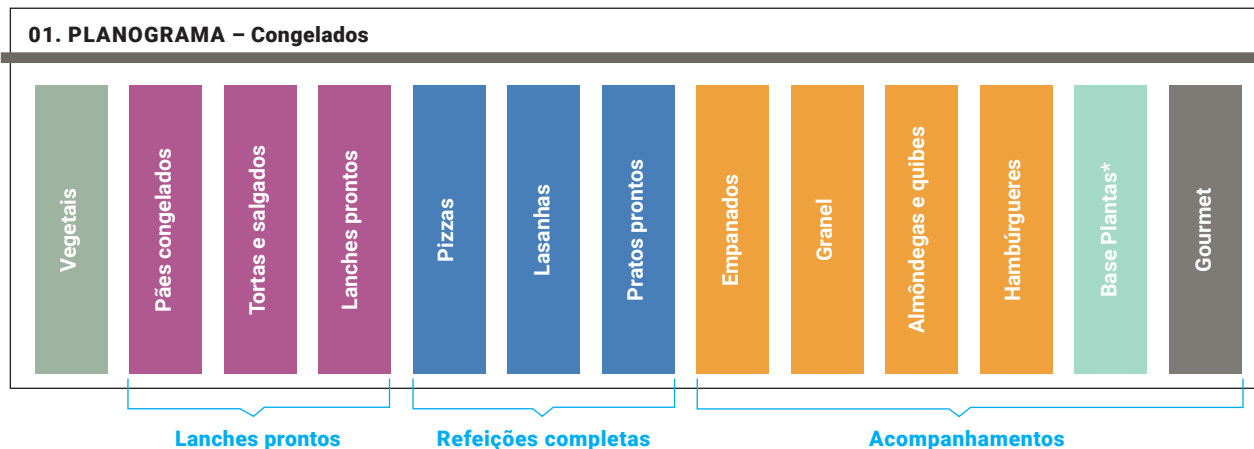 01. PLANOGRAMA – Congelados
Vegetais
Pães congelados
Tortas e salgados
Lanches prontos
Pizzas
Lasanhas
Pratos prontos
Empanados
Granel
Almôndegas e quibes
Hambúrgueres
Base Plantas*
Gourmet
Lanches prontos
Refeições completas
Acompanhamentos